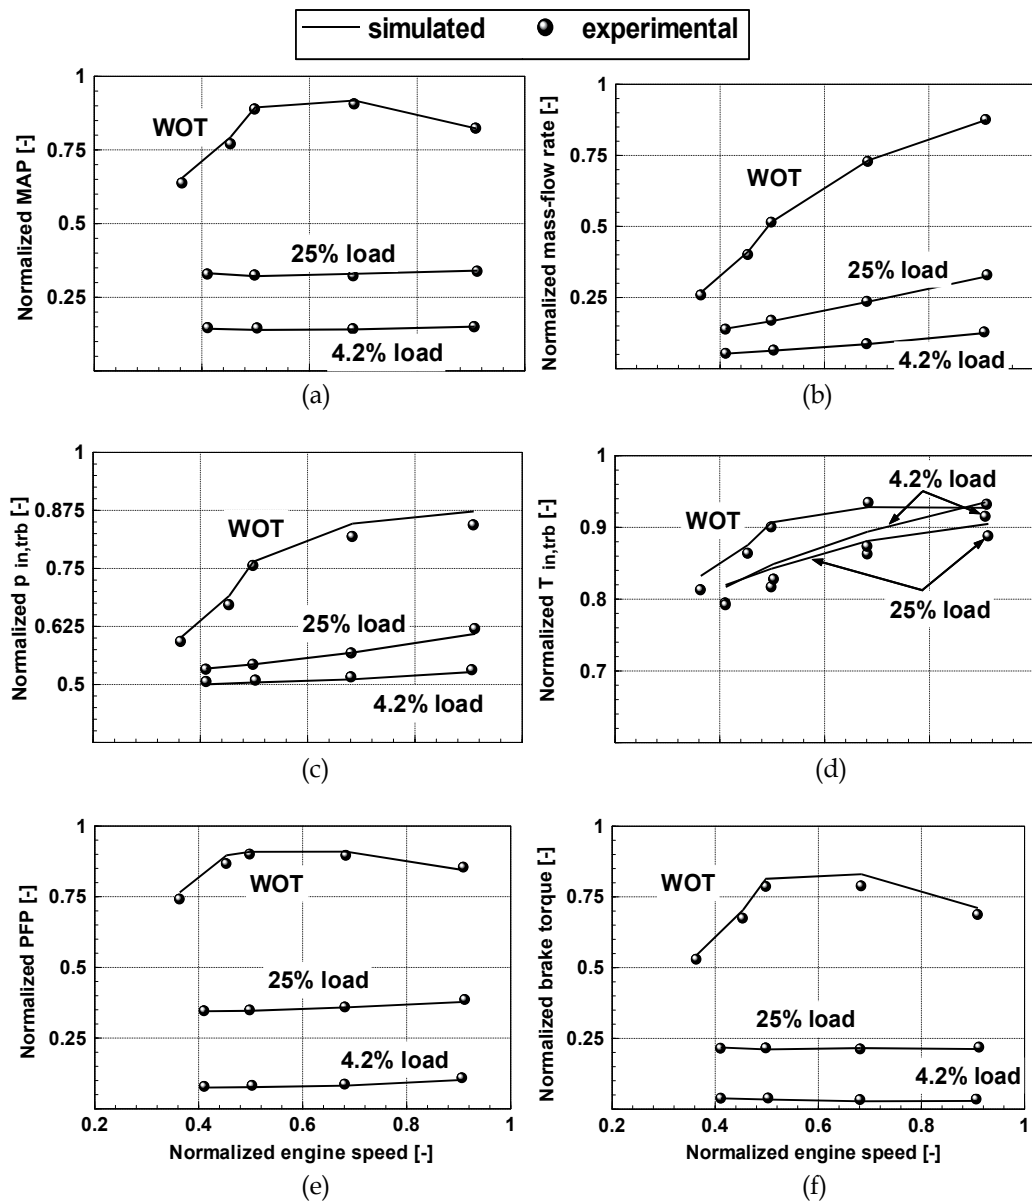 simulated experimental
1
0.75
0.5
0.25
Normalized MAP [-]
WOT
25% load
4.2% load
(a)
1
0.75
0.5
0.25
Normalized mass-flow rate [-]
WOT
25% load
4.2% load
(b)
1
0.875
0.75
0.625
0.5
Normalized p in,trb [-]
WOT
25% load
4.2% load
(c)
1
0.9
0.8
0.7
Normalized T in,trb [-]
WOT
4.2% load
25% load
(d)
1
0.75
0.5
0.25
Normalized PFP [-]
WOT
25% load
4.2% load
0.2 0.4 0.6 0.8 1
Normalized engine speed [-]
(e)
1
0.75
0.5
0.25
Normalized brake torque [-]
WOT
25% load
4.2% load
0.2 0.4 0.6 0.8 1
Normalized engine speed [-]
(f)